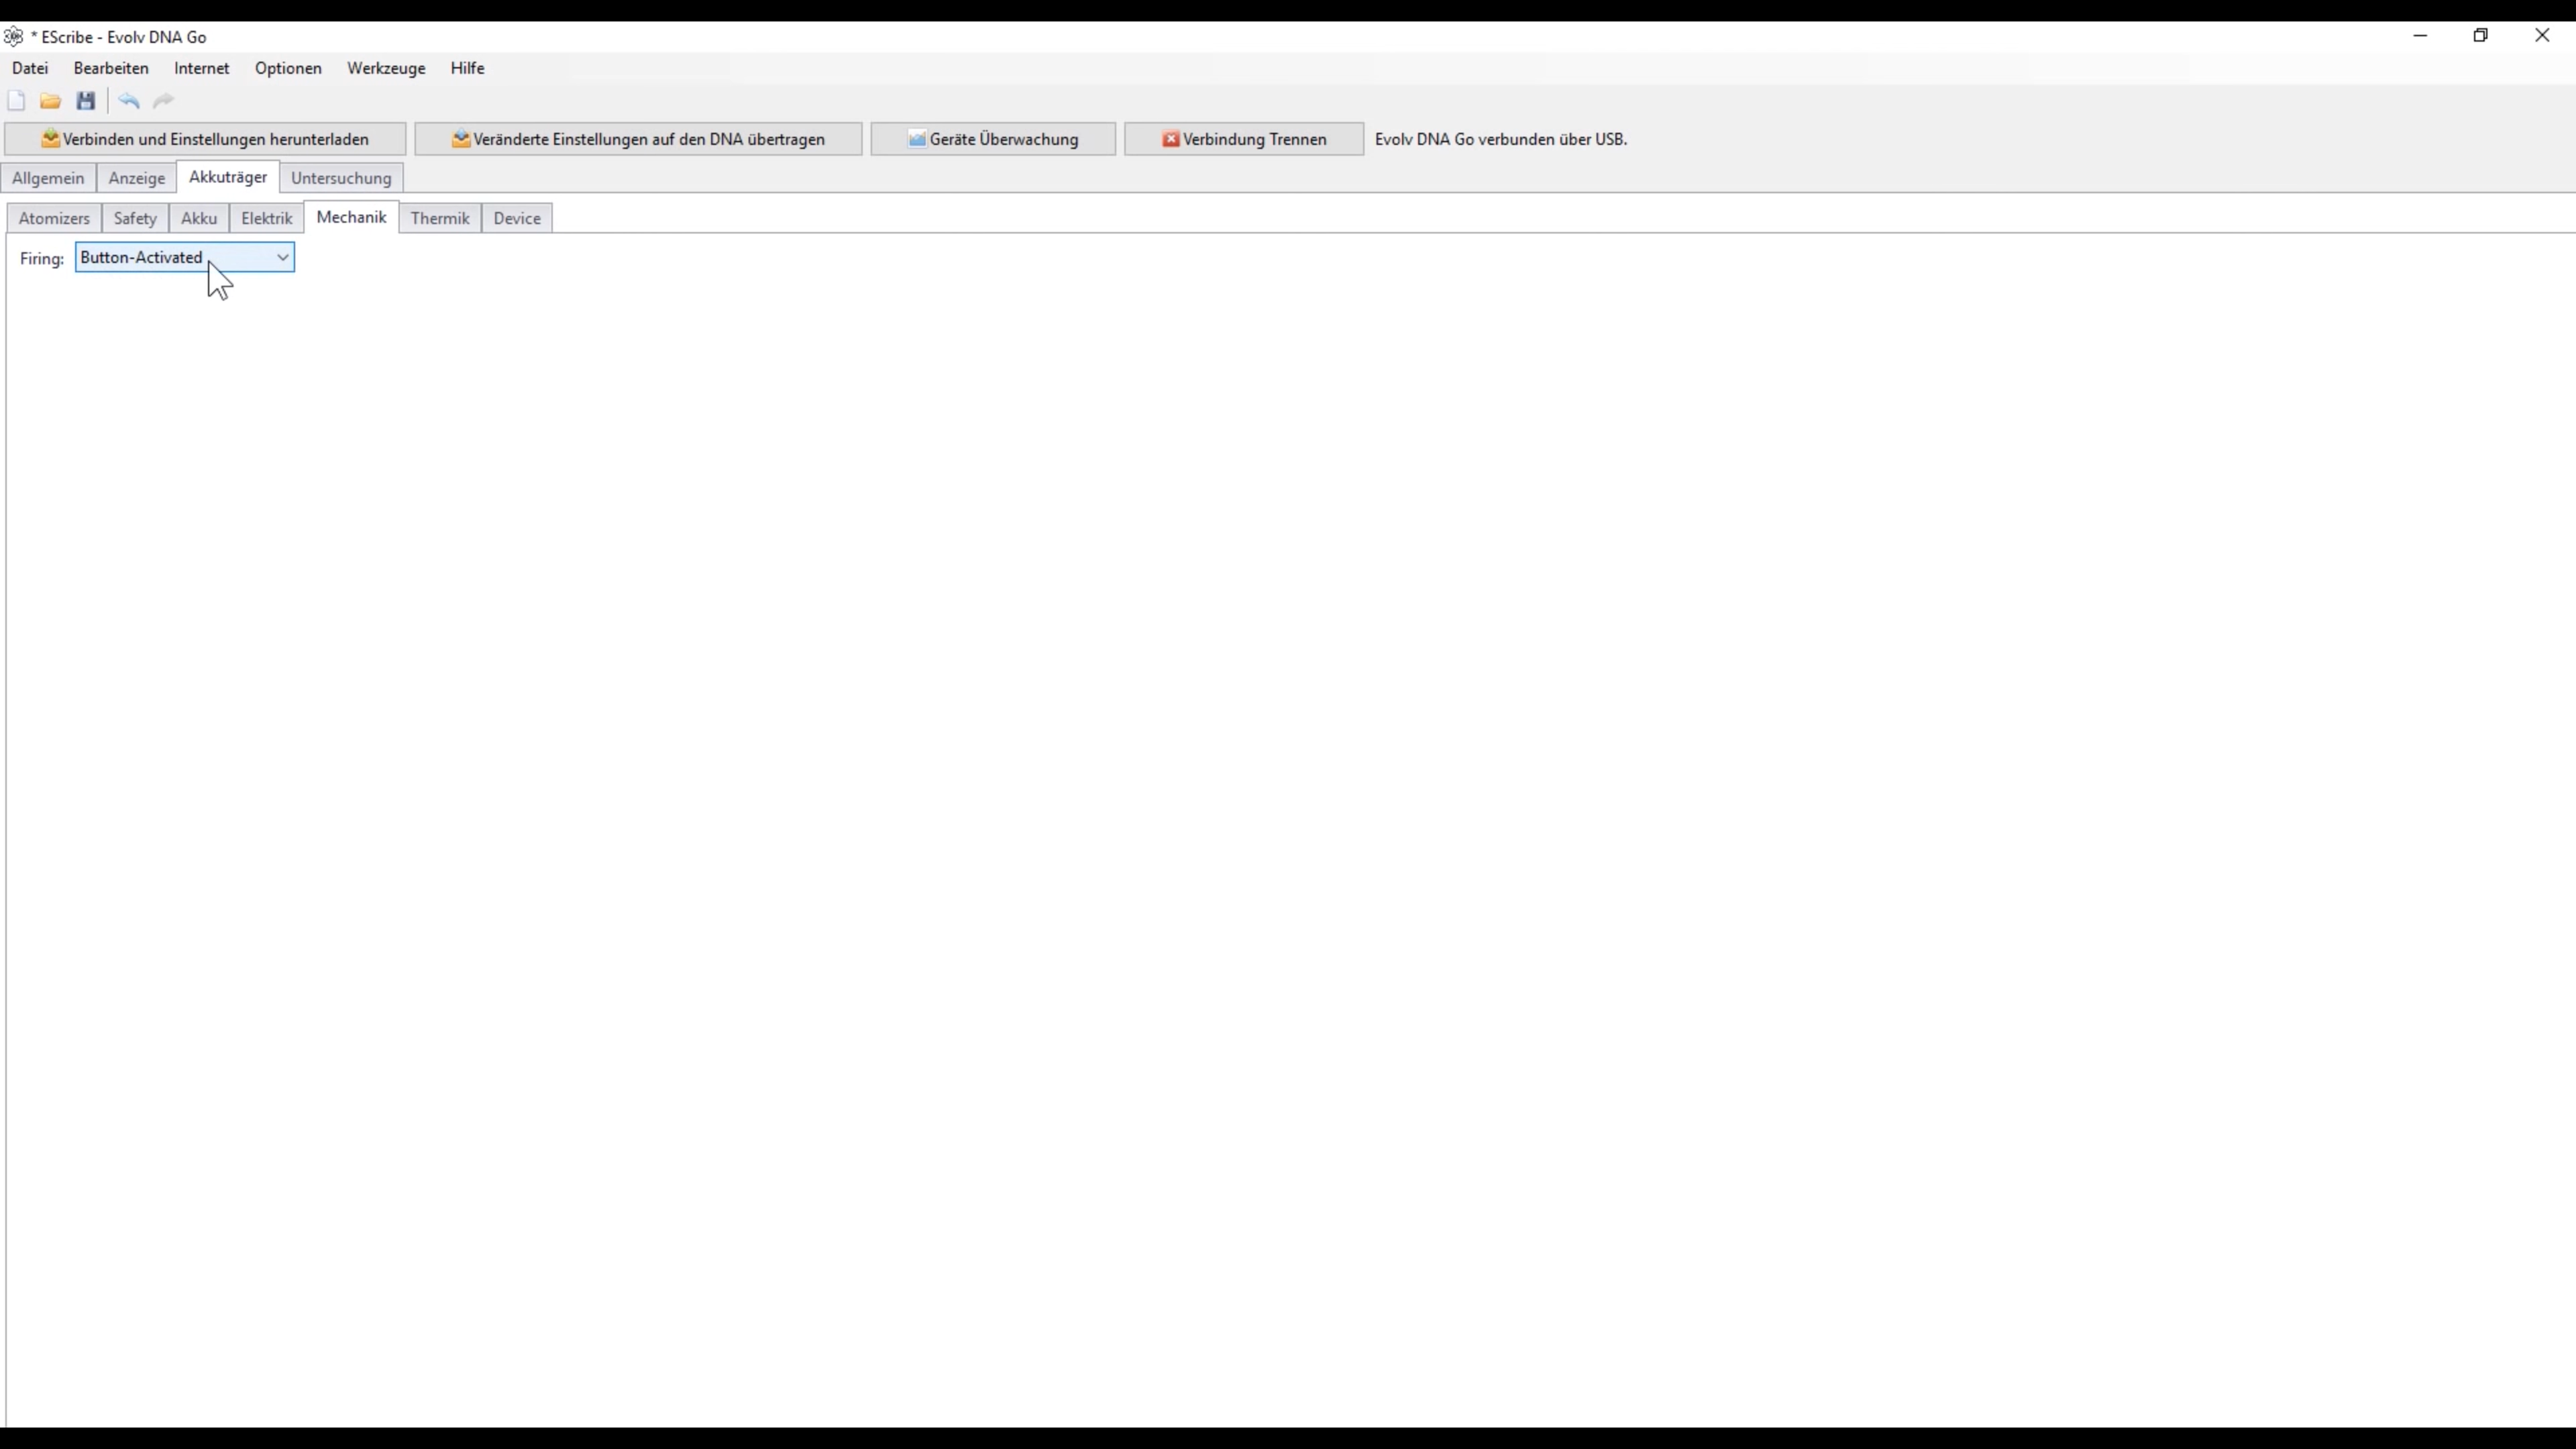 * EScribe - Evolv DNA Go
Datei Bearbeiten Internet Optionen Werkzeuge Hilfe
Verbinden und Einstellungen herunterladen Veränderte Einstellungen auf den DNA übertragen Geräte Überwachung Verbindung Trennen Evolv DNA Go verbunden über USB.
Allgemein Anzeige Akkuträger Untersuchung
Atomizers Safety Akku Elektrik Mechanik Thermik Device
Firing: Button-Activated